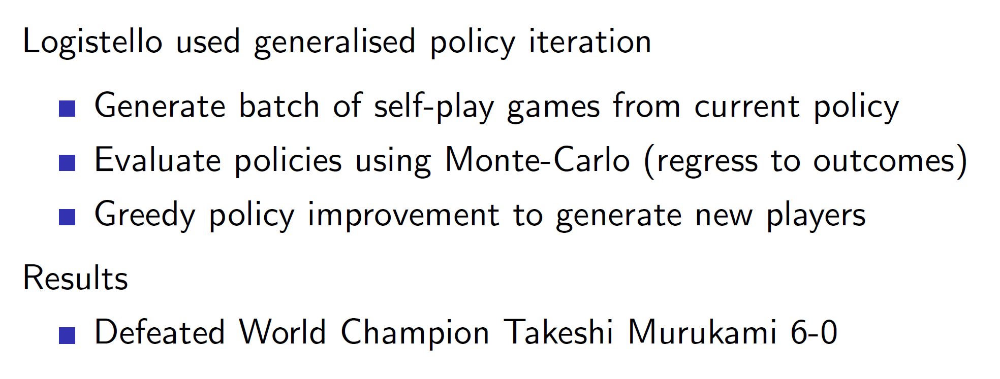 Logistello used generalised policy iteration
Generate batch of self-play games from current policy
Evaluate policies using Monte-Carlo (regress to outcomes)
Greedy policy improvement to generate new players
Results
Defeated World Champion Takeshi Murukami 6-0